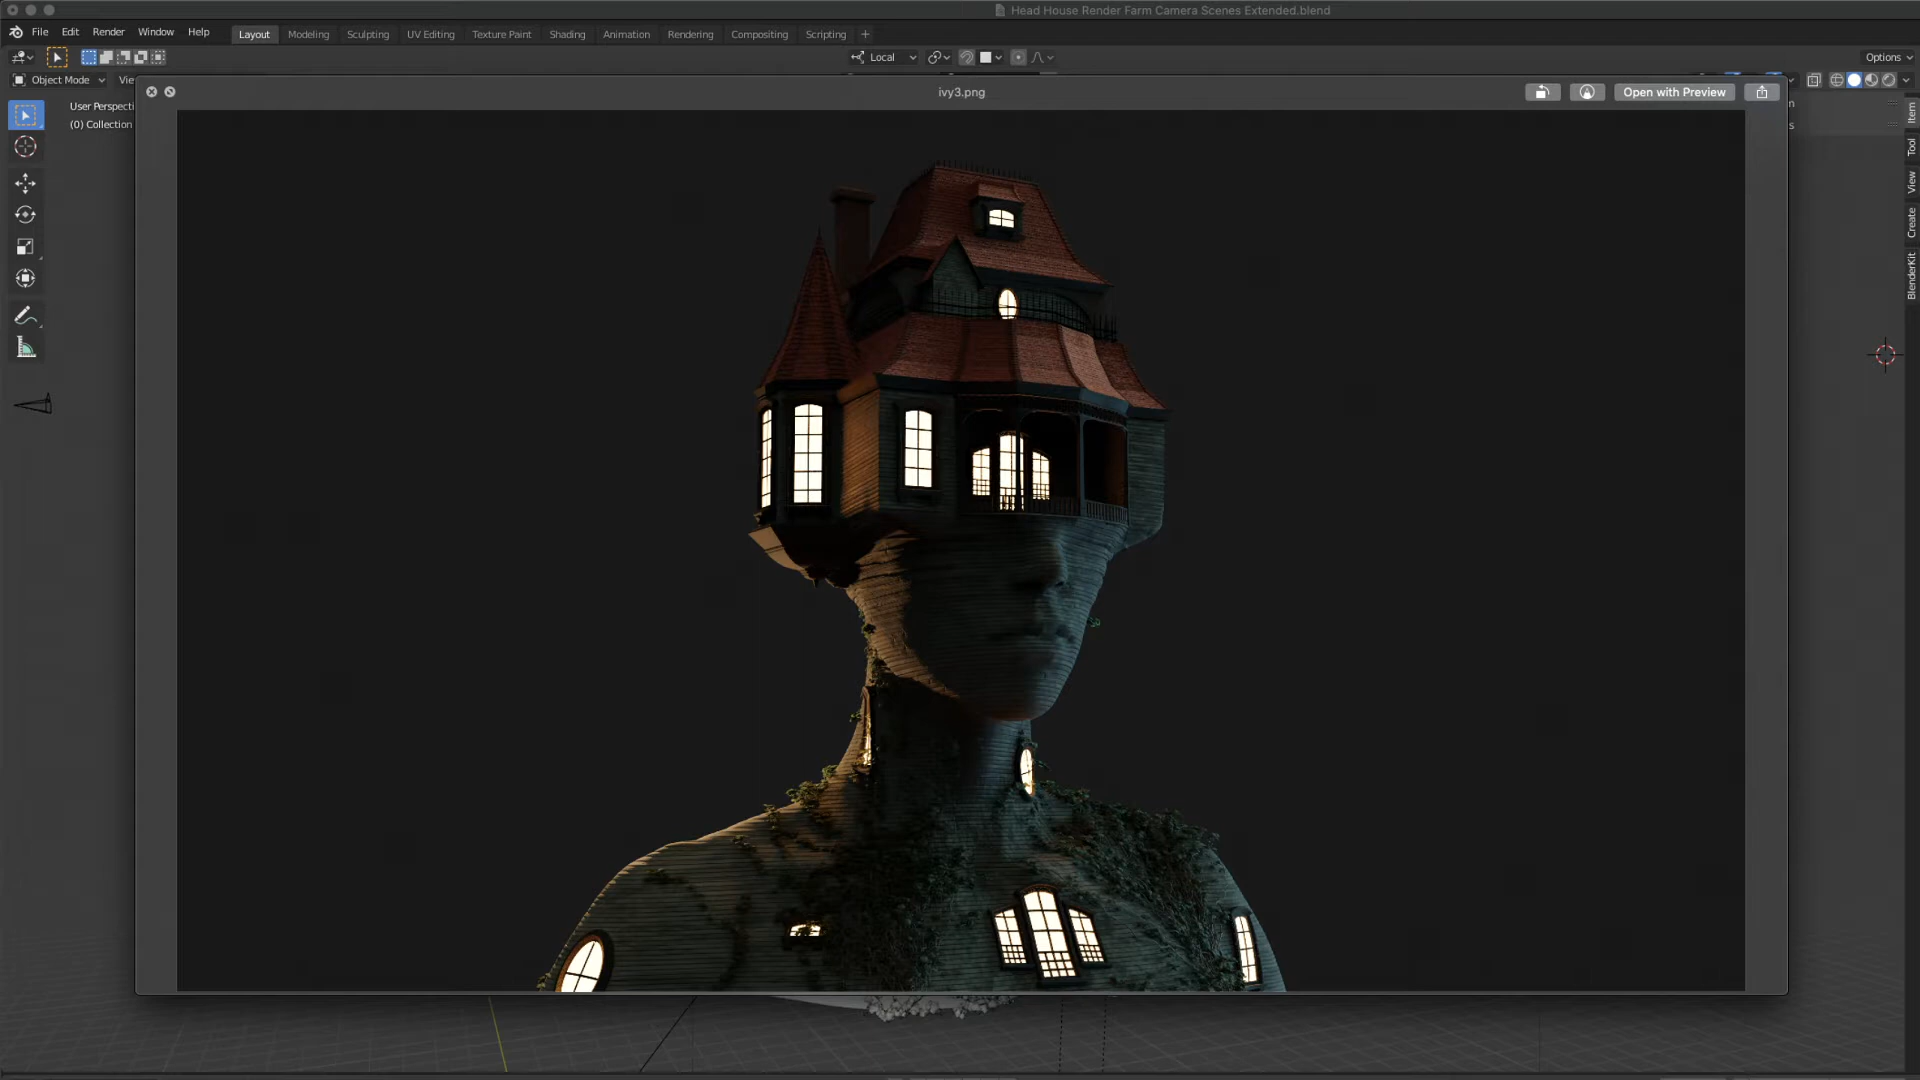 Head House Render Farm Camera Scenes Extended.blend
File Edit Render Window Help Layout Modeling Sculpting UV Editing Texture Paint Shading Animation Rendering Compositing Scripting +
Local
Options
Object Mode
ivy3.png
Open with Preview
User Perspecti
(0) Collection
Item
Tool
View
Create
BlenderKit